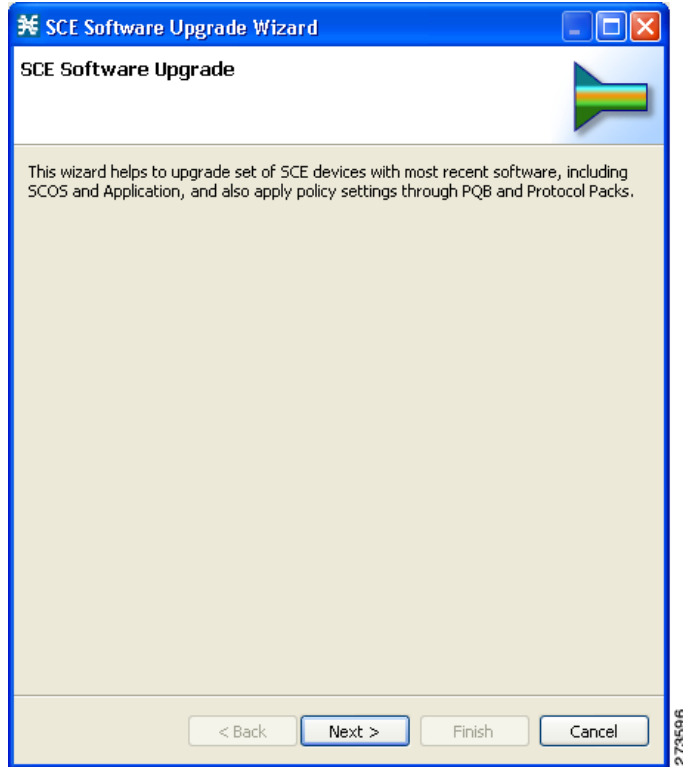 SCE Software Upgrade Wizard
SCE Software Upgrade
This wizard helps to upgrade set of SCE devices with most recent software, including
SCOS and Application, and also apply policy settings through PQB and Protocol Packs.
< Back
Next >
Finish
Cancel
273596